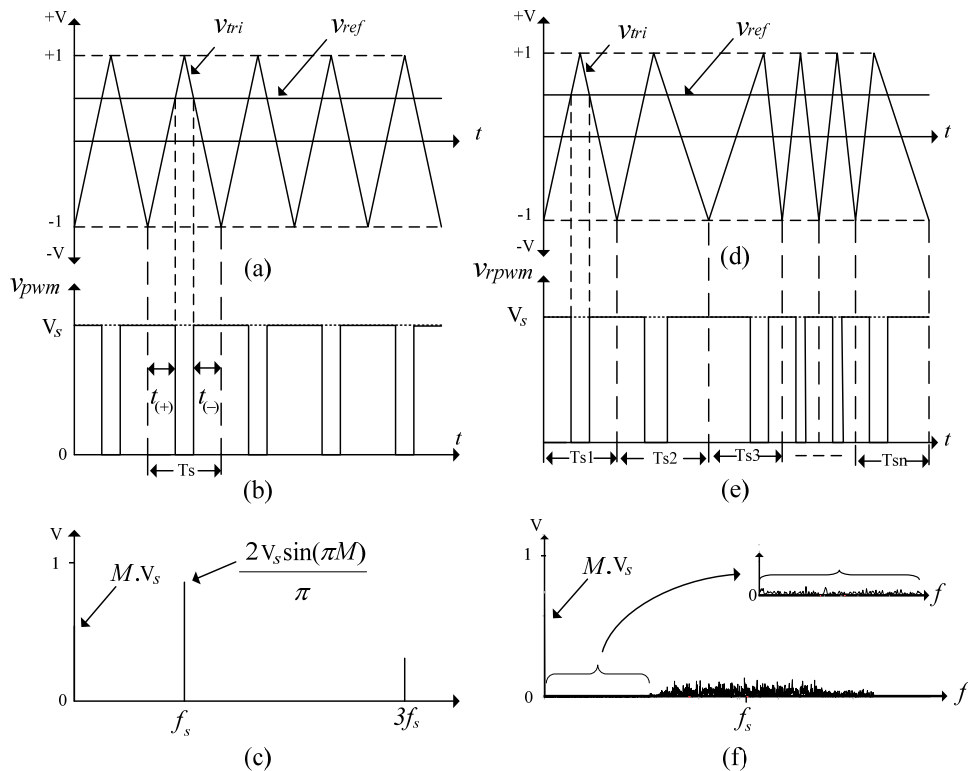 +V
v_tri
v_ref
+1
t
-1
-V
(a)
v_pwm
V_s
t_(+)
t_(−)
0
t
Ts
(b)
V
1
M.V_s
2V_s sin(πM)
π
0
f_s
3f_s
f
(c)
+V
v_tri
v_ref
+1
t
-1
-V
(d)
v_rpwm
V_s
t
Ts1
Ts2
Ts3
Tsn
(e)
V
1
M.V_s
0
f
0
f_s
f
(f)